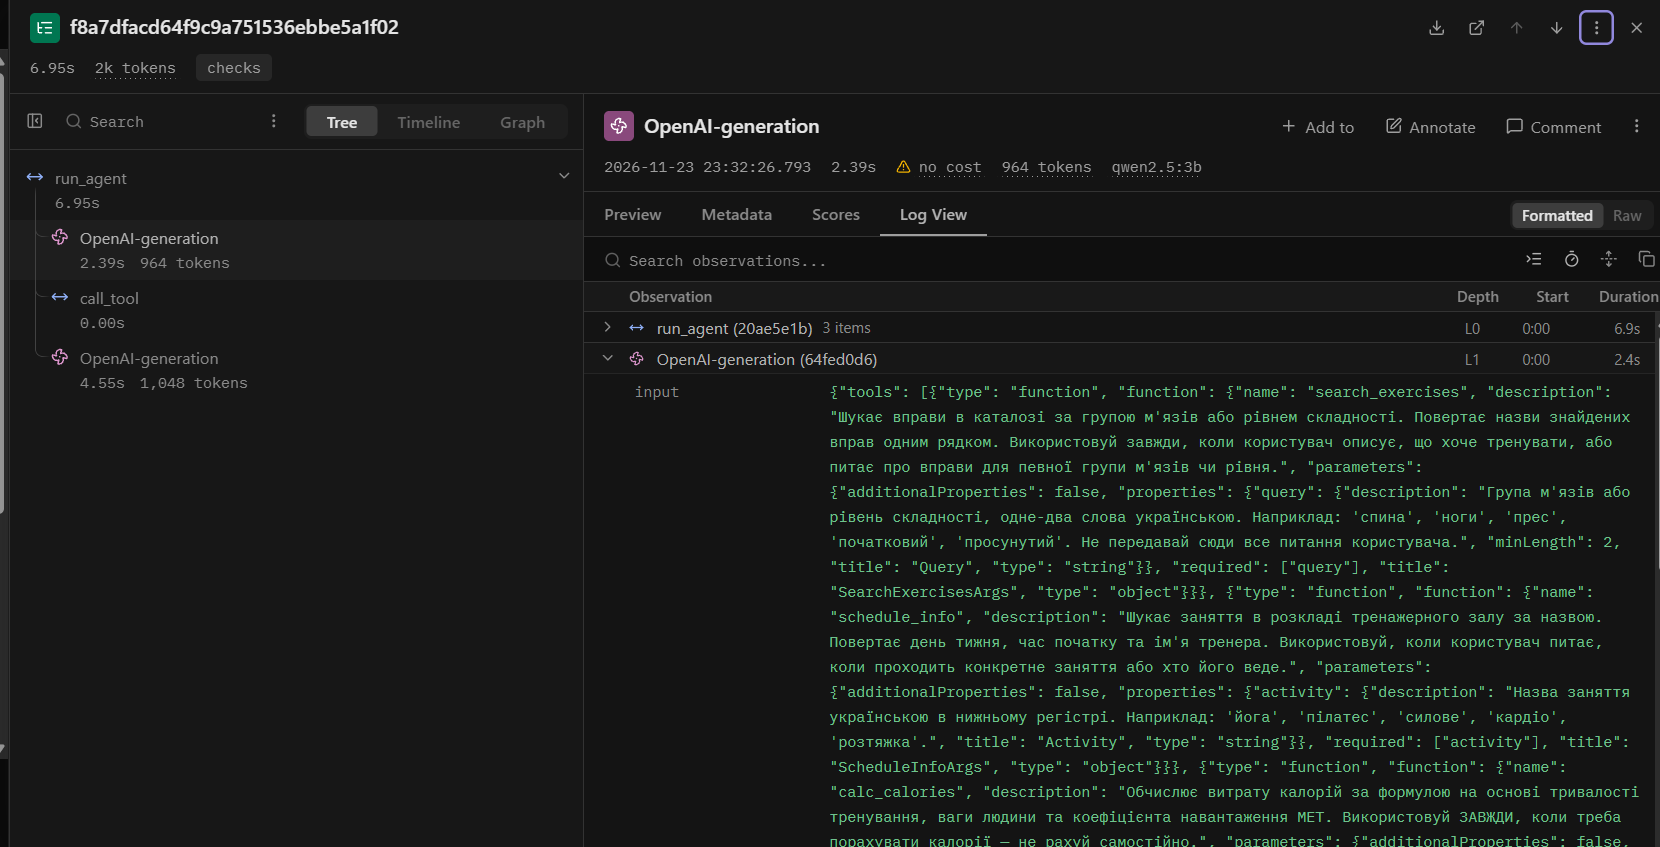 f8a7dfacd64f9c9a751536ebbe5a1f02
6.95s 2k tokens checks
Search Tree Timeline Graph
run_agent
6.95s
OpenAI-generation
2.39s 964 tokens
call_tool
0.00s
OpenAI-generation
4.55s 1,048 tokens
OpenAI-generation
+ Add to Annotate Comment
2026-11-23 23:32:26.793 2.39s no cost 964 tokens qwen2.5:3b
Preview Metadata Scores Log View Formatted Raw
Search observations...
Observation Depth Start Duration
run_agent (20ae5e1b) 3 items L0 0:00 6.9s
OpenAI-generation (64fed0d6) L1 0:00 2.4s
input {"tools": [{"type": "function", "function": {"name": "search_exercises", "description":
"Шукає вправи в каталозі за групою м'язів або рівнем складності. Повертає назви знайдених
вправ одним рядком. Використовуй завжди, коли користувач описує, що хоче тренувати, або
питає про вправи для певної групи м'язів чи рівня.", "parameters":
{"additionalProperties": false, "properties": {"query": {"description": "Група м'язів або
рівень складності, одне-два слова українською. Наприклад: 'спина', 'ноги', 'прес',
'початковий', 'просунутий'. Не передавай сюди все питання користувача.", "minLength": 2,
"title": "Query", "type": "string"}}, "required": ["query"], "title":
"SearchExercisesArgs", "type": "object"}}}, {"type": "function", "function": {"name":
"schedule_info", "description": "Шукає заняття в розкладі тренажерного залу за назвою.
Повертає день тижня, час початку та ім'я тренера. Використовуй, коли користувач питає,
коли проходить конкретне заняття або хто його веде.", "parameters":
{"additionalProperties": false, "properties": {"activity": {"description": "Назва заняття
українською в нижньому регістрі. Наприклад: 'йога', 'пілатес', 'силове', 'кардіо',
'розтяжка'.", "title": "Activity", "type": "string"}}, "required": ["activity"], "title":
"ScheduleInfoArgs", "type": "object"}}}, {"type": "function", "function": {"name":
"calc_calories", "description": "Обчислює витрату калорій за формулою на основі тривалості
тренування, ваги людини та коефіцієнта навантаження MET. Використовуй ЗАВЖДИ, коли треба
порахувати калорії — не рахуй самостійно.", "parameters": {"additionalProperties": false,